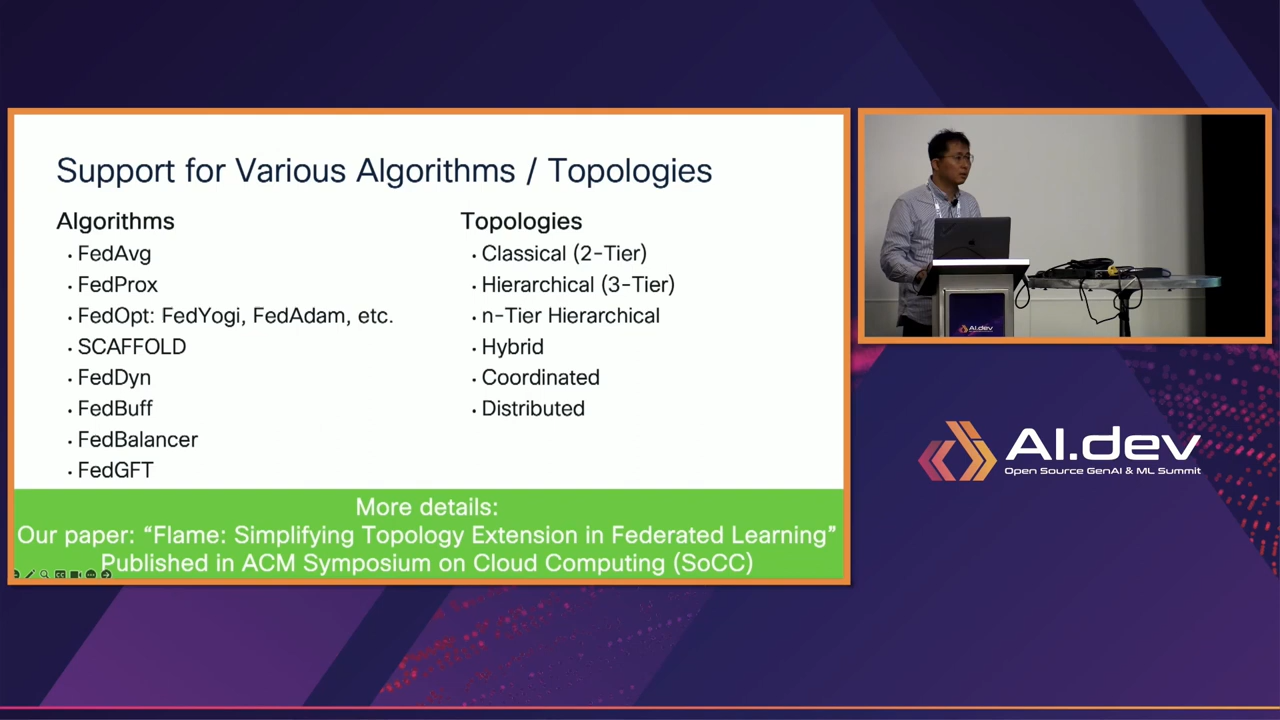 Support for Various Algorithms / Topologies
Algorithms
• FedAvg
• FedProx
• FedOpt: FedYogi, FedAdam, etc.
• SCAFFOLD
• FedDyn
• FedBuff
• FedBalancer
• FedGFT
Topologies
• Classical (2-Tier)
• Hierarchical (3-Tier)
• n-Tier Hierarchical
• Hybrid
• Coordinated
• Distributed
More details:
Our paper: “Flame: Simplifying Topology Extension in Federated Learning”
Published in ACM Symposium on Cloud Computing (SoCC)
AI.dev
AI.dev
Open Source GenAI & ML Summit